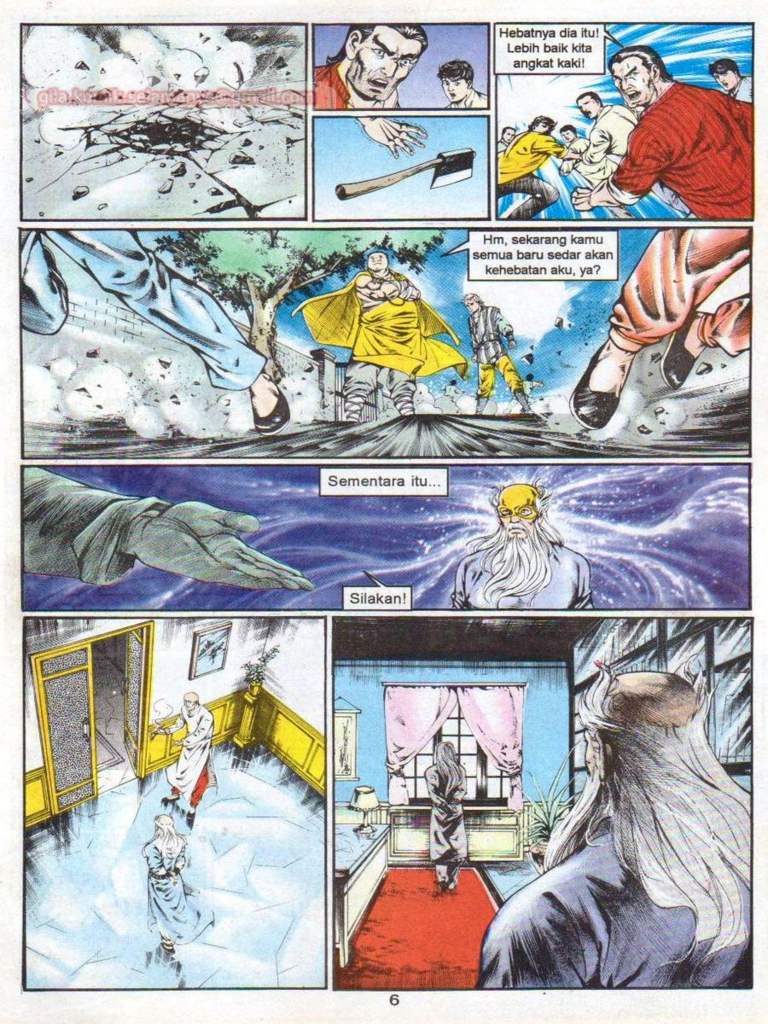 Hebatnya dia itu!
Lebih baik kita
angkat kaki!
Hm, sekarang kamu
semua baru sedar akan
kehebatan aku, ya?
Sementara itu...
Silakan!
6